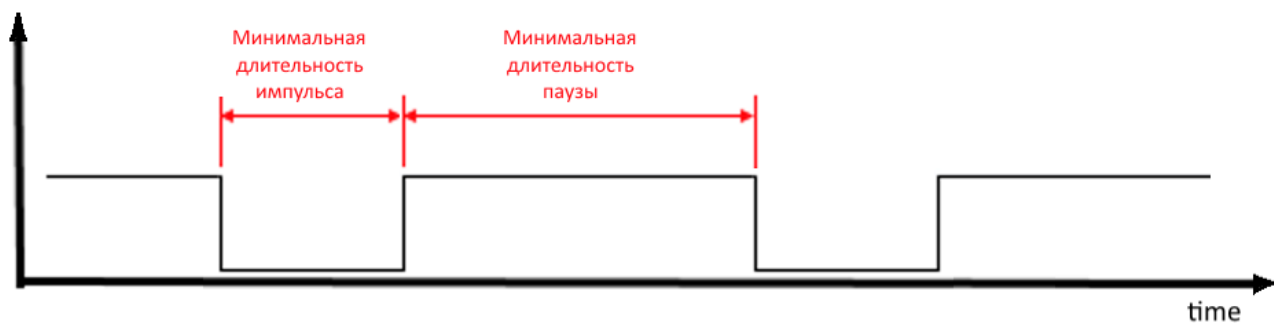 Минимальная
длительность
импульса
Минимальная
длительность
паузы
time